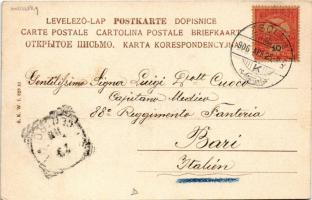 LEVELEZŐ-LAP POSTKARTE DOPISNICE
CARTE POSTALE CARTOLINA POSTALE BRIEFKAART
ОТКРЫТОЕ ПИСЬМО. KARTA KORESPONDENCYJNA
Gentilissimo Signor Luigi Dott Cuoco
Capitano Medico
88º Reggimento Fanteria
Bari
Italien